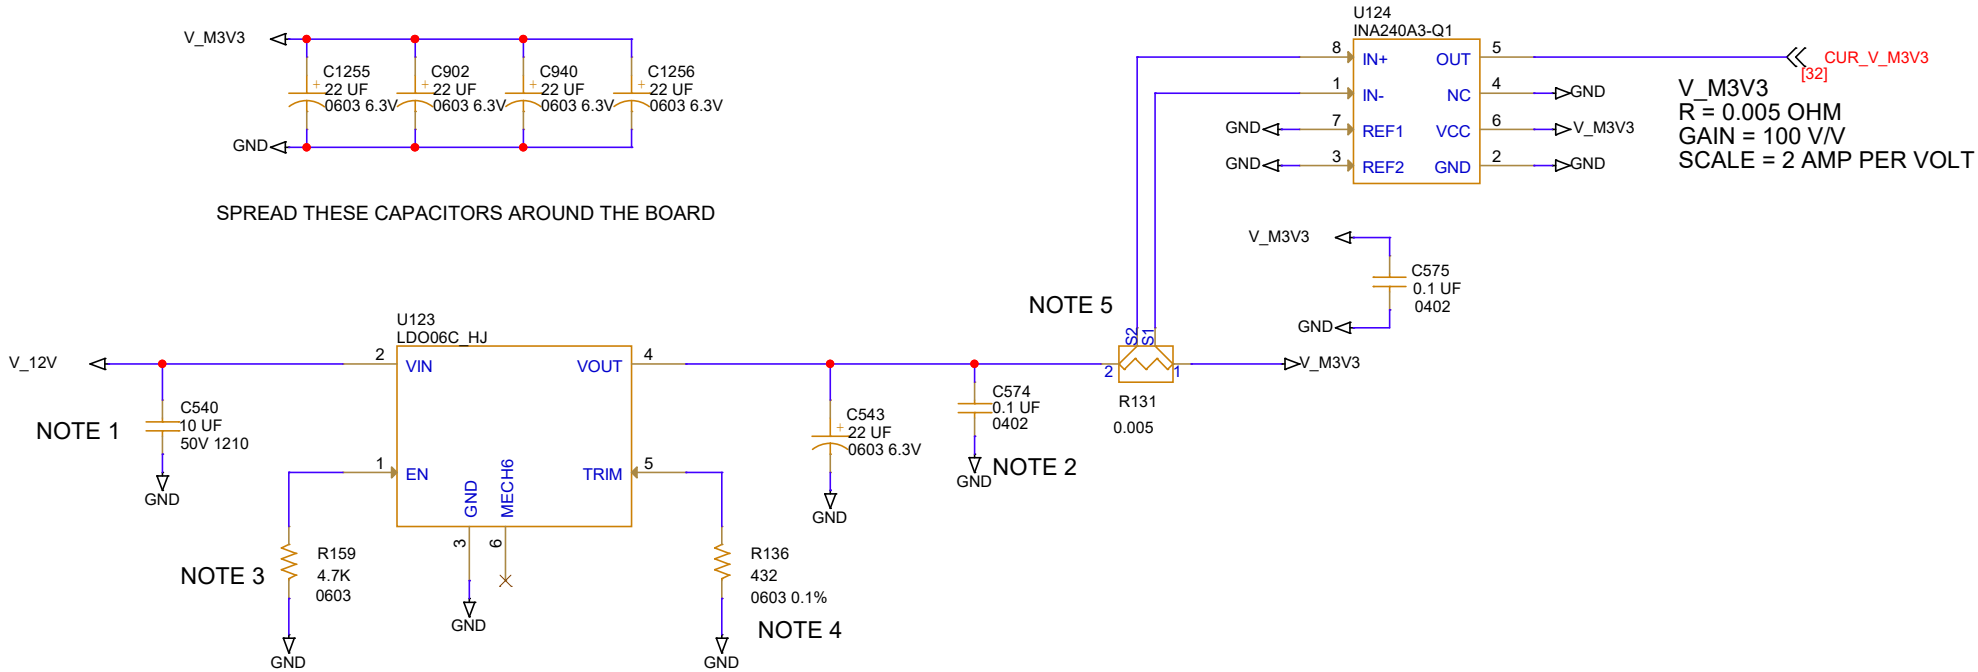 V_M3V3
C1255
22 UF
0603 6.3V
C902
22 UF
0603 6.3V
C940
22 UF
0603 6.3V
C1256
22 UF
0603 6.3V
+
+
+
+
GND
SPREAD THESE CAPACITORS AROUND THE BOARD
U124
INA240A3-Q1
8
IN+
OUT
5
1
IN-
NC
4
GND
7
REF1
VCC
6
V_M3V3
GND
3
REF2
GND
2
GND
GND
CUR_V_M3V3
[32]
V_M3V3
R = 0.005 OHM
GAIN = 100 V/V
SCALE = 2 AMP PER VOLT
V_M3V3
C575
0.1 UF
0402
GND
NOTE 5
S2
S1
2
1
R131
0.005
V_M3V3
V_12V
NOTE 1
C540
10 UF
50V 1210
GND
U123
LDO06C_HJ
2
VIN
VOUT
4
1
EN
TRIM
5
GND
MECH6
3
6
GND
NOTE 3
R159
4.7K
0603
GND
R136
432
0603 0.1%
NOTE 4
GND
+
C543
22 UF
0603 6.3V
GND
C574
0.1 UF
0402
NOTE 2
GND